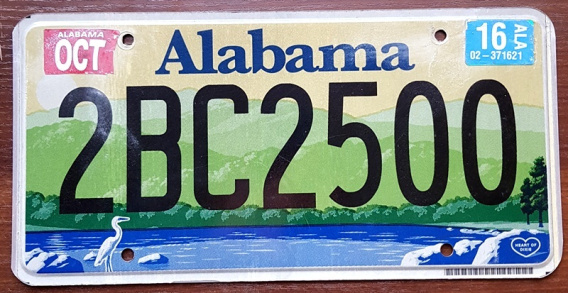 ALABAMA
OCT
Alabama
16 ALA
02-371621
2BC2500
HEART OF
DIXIE